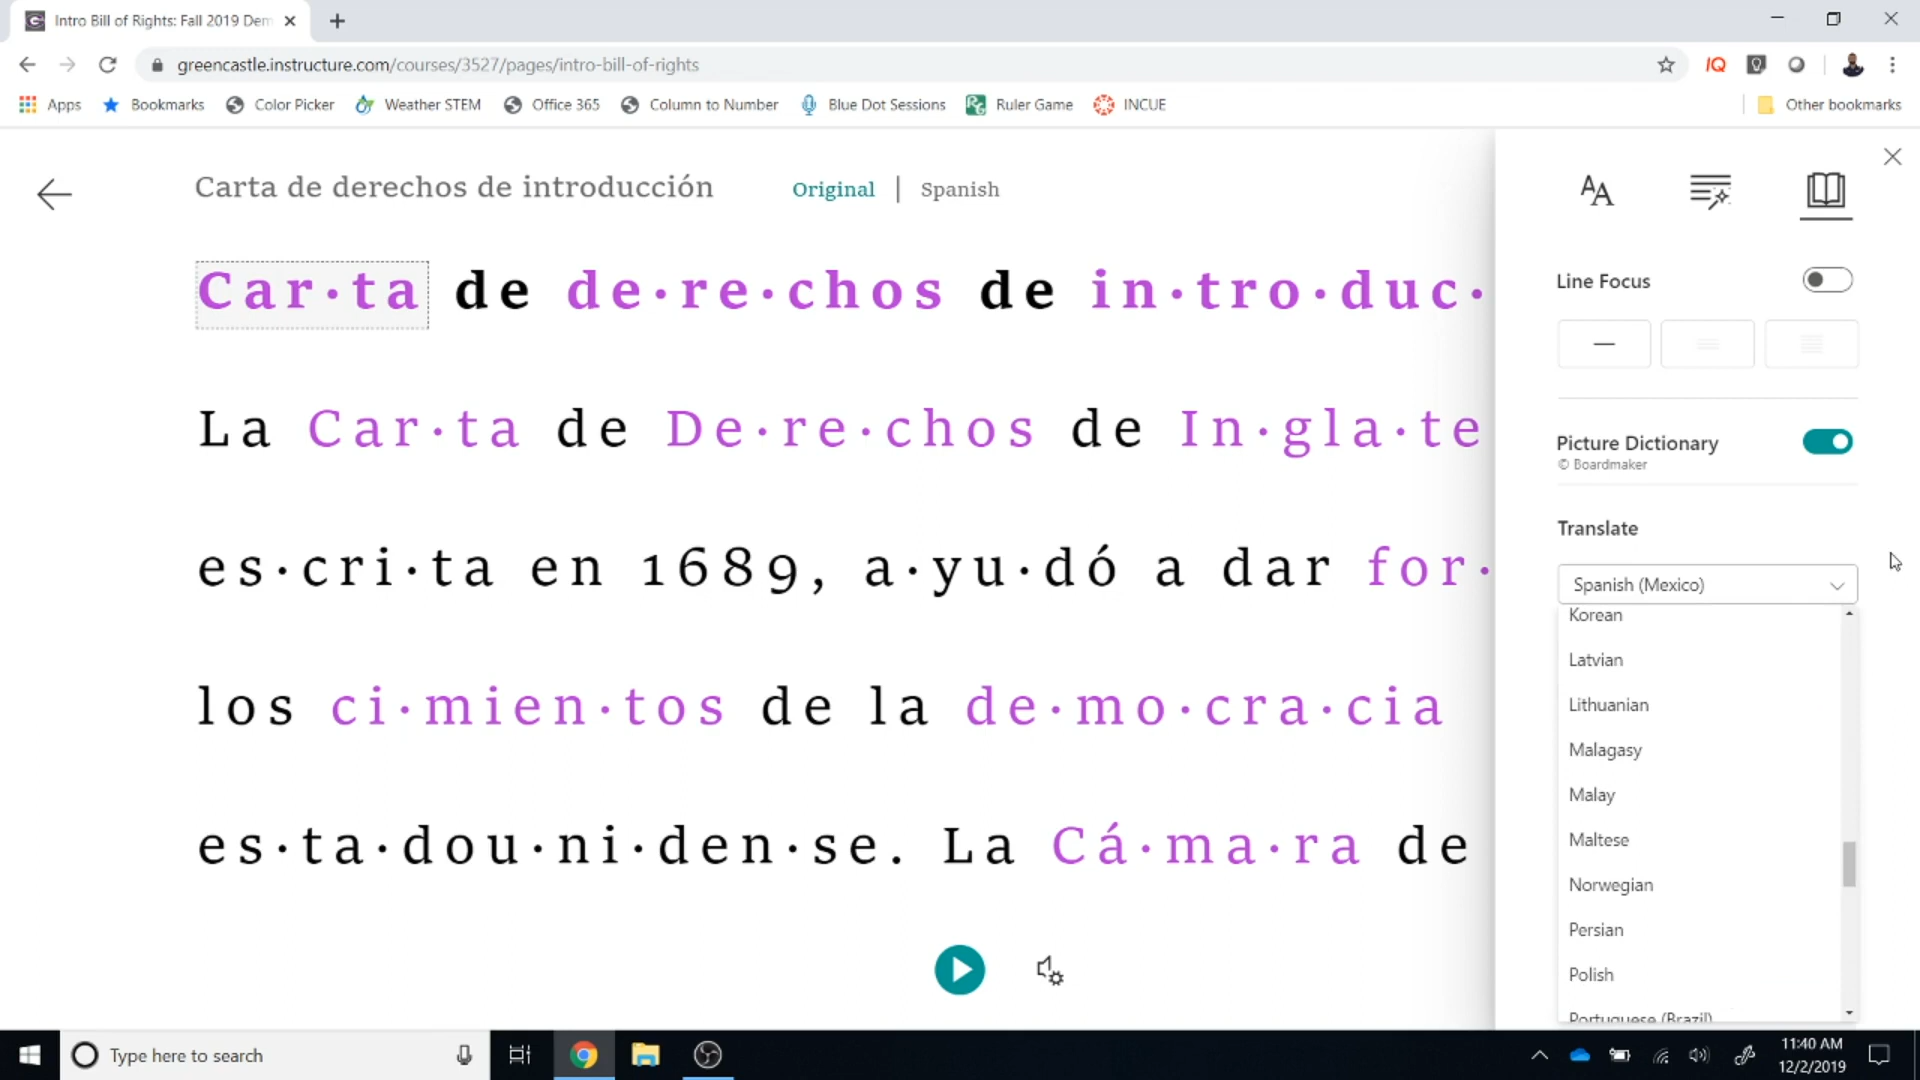 Intro Bill of Rights: Fall 2019 Dem
greencastle.instructure.com/courses/3527/pages/intro-bill-of-rights
IQ
Apps
Bookmarks
Color Picker
Weather STEM
Office 365
Column to Number
Blue Dot Sessions
Ruler Game
INCUE
Other bookmarks
Carta de derechos de introducción
Original | Spanish
Car·ta de de·re·chos de in·tro·duc·
La Car·ta de De·re·chos de In·gla·te
es·cri·ta en 1689, a·yu·dó a dar for·
los ci·mien·tos de la de·mo·cra·cia
es·ta·dou·ni·den·se. La Cá·ma·ra de
Line Focus
Picture Dictionary
© Boardmaker
Translate
Spanish (Mexico)
Korean
Latvian
Lithuanian
Malagasy
Malay
Maltese
Norwegian
Persian
Polish
Portuguese (Brazil)
Type here to search
11:40 AM
12/2/2019